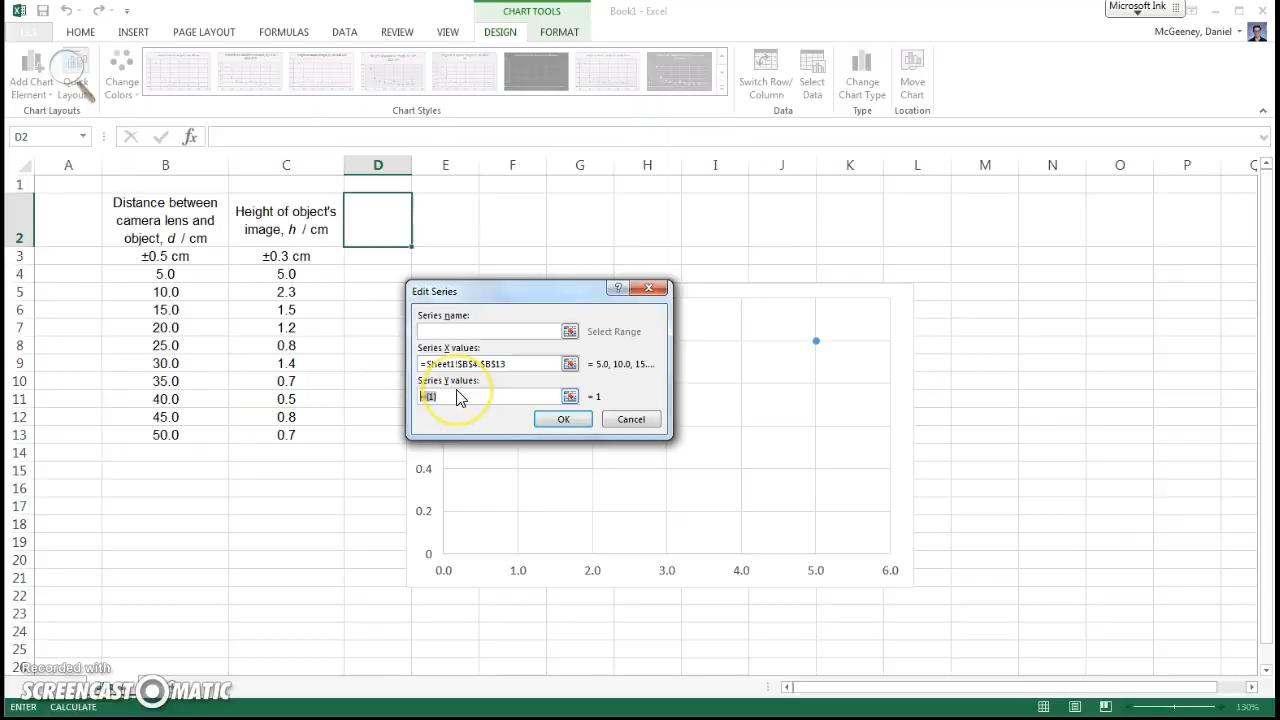 CHART TOOLS
Book1 - Excel
Microsoft Ink
HOME INSERT PAGE LAYOUT FORMULAS DATA REVIEW VIEW DESIGN FORMAT
McGeeney, Daniel
Add Chart Element
Quick Layout
Change Colors
Switch Row/ Column
Select Data
Change Chart Type
Move Chart
Chart Layouts
Chart Styles
Data
Type
Location
D2
fx
A B C D E F G H I J K L M N O P Q
1
2 Distance between camera lens and object, d / cm Height of object's image, h / cm
3 ±0.5 cm ±0.3 cm
4 5.0 5.0
5 10.0 2.3
6 15.0 1.5
7 20.0 1.2
8 25.0 0.8
9 30.0 1.4
10 35.0 0.7
11 40.0 0.5
12 45.0 0.8
13 50.0 0.7
14
15
16
17
18
19
20
21
22
23
24
25
26
Edit Series
Series name:
Select Range
Series X values:
=Sheet1!$B$4:$B$13
= 5.0, 10.0, 15....
Series Y values:
={1}
= 1
OK Cancel
0.4
0.2
0
0.0 1.0 2.0 3.0 4.0 5.0 6.0
Recorded with
SCREENCAST-O-MATIC
ENTER CALCULATE
130%